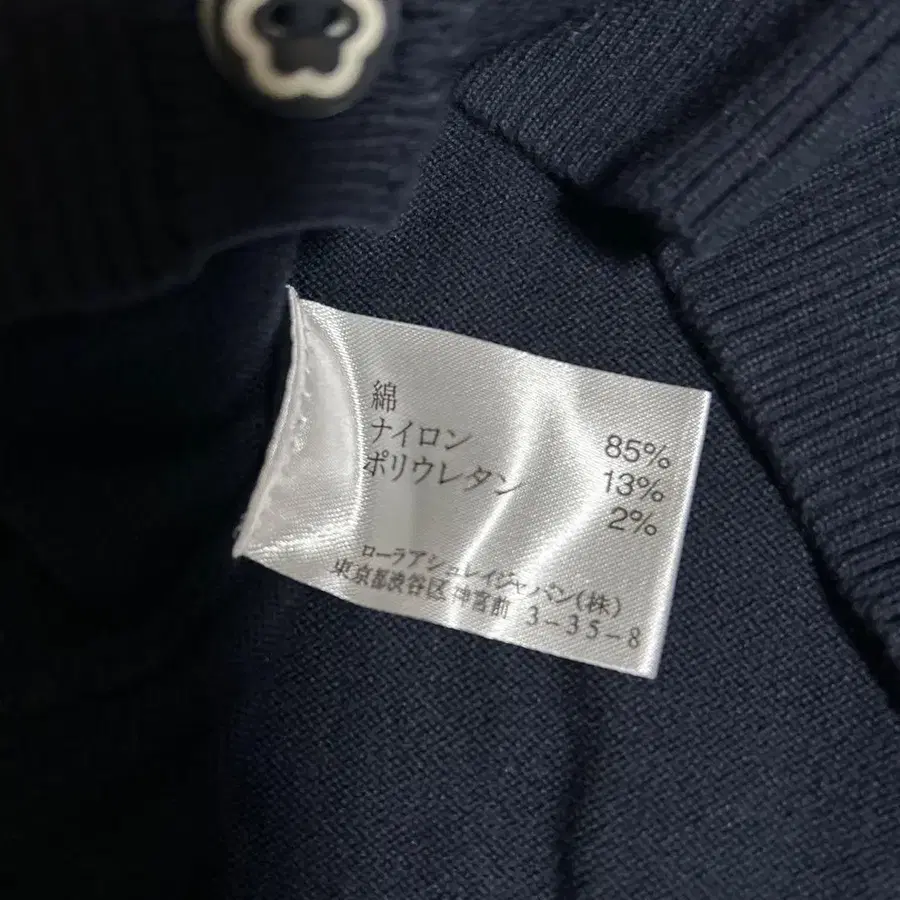 綿 85%
ナイロン 13%
ポリウレタン 2%
ローラアシュレイジャパン(株)
東京都渋谷区神宮前 3-35-8